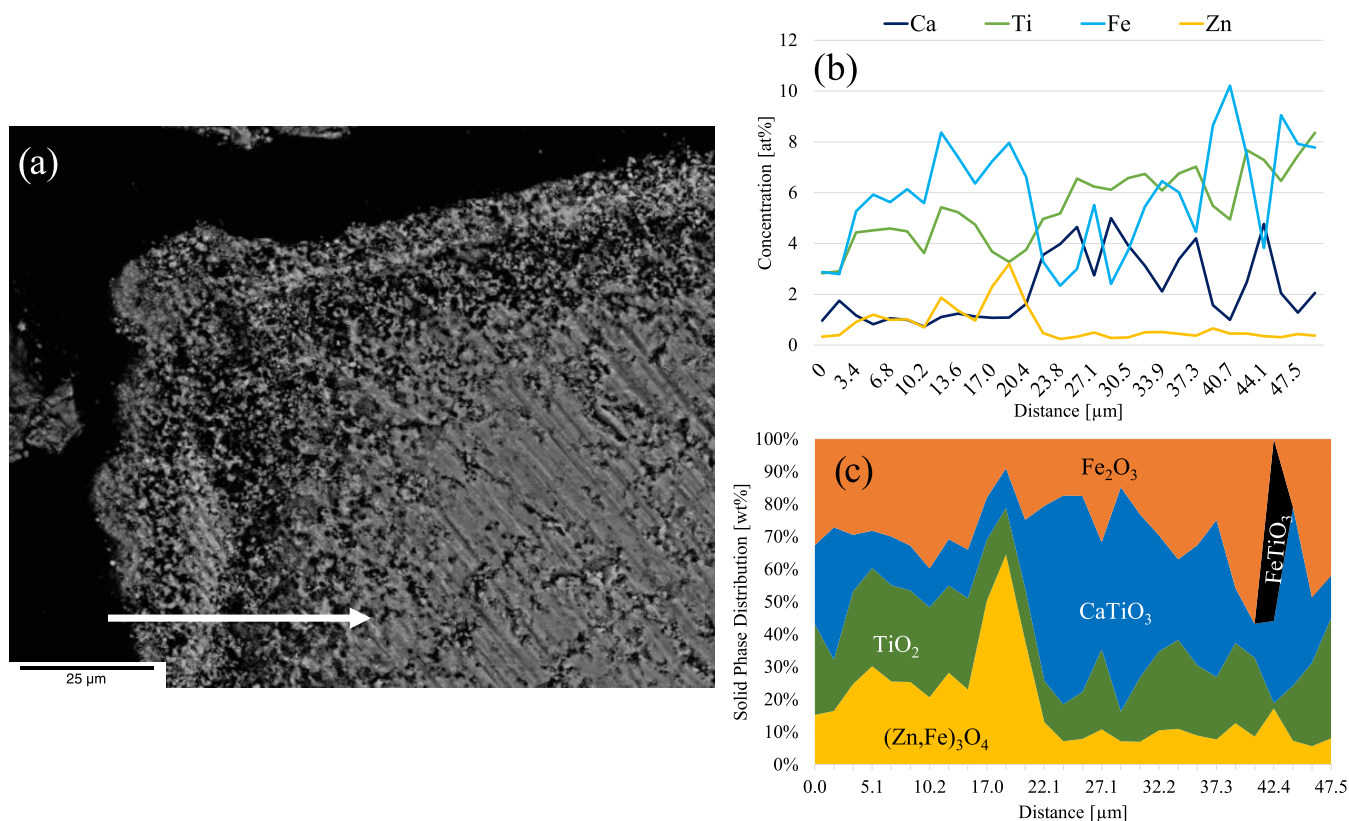 (a)
25 µm
Ca Ti Fe Zn
(b)
Concentration [at%]
12
10
8
6
4
2
0
0 3.4 6.8 10.2 13.6 17.0 20.4 23.8 27.1 30.5 33.9 37.3 40.7 44.1 47.5
Distance [µm]
(c)
Solid Phase Distribution [wt%]
100%
90%
80%
70%
60%
50%
40%
30%
20%
10%
0%
Fe₂O₃
FeTiO₃
CaTiO₃
TiO₂
(Zn,Fe)₃O₄
0.0 5.1 10.2 17.0 22.1 27.1 32.2 37.3 42.4 47.5
Distance [µm]